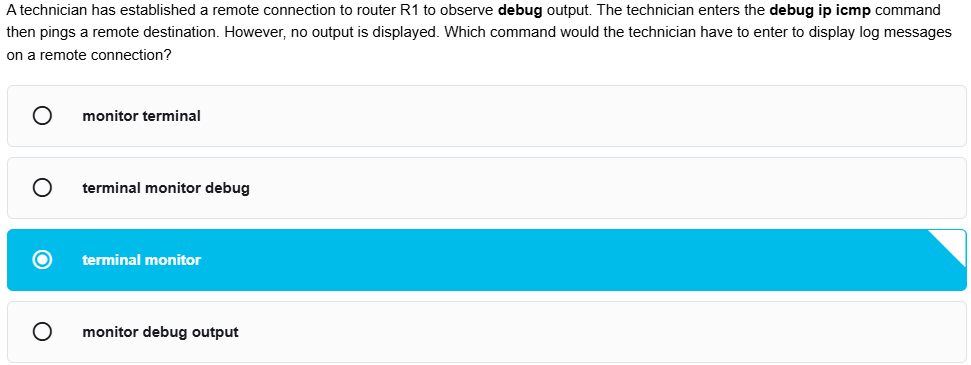 A technician has established a remote connection to router R1 to observe debug output. The technician enters the debug ip icmp command
then pings a remote destination. However, no output is displayed. Which command would the technician have to enter to display log messages
on a remote connection?
monitor terminal
terminal monitor debug
terminal monitor
monitor debug output